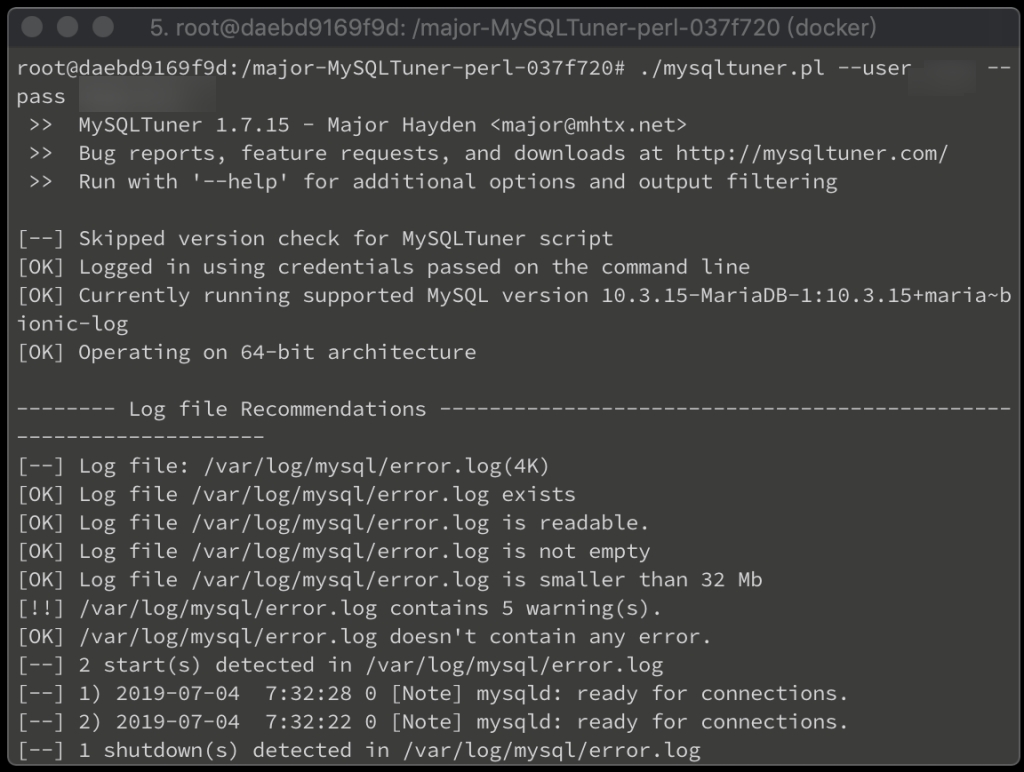 5. root@daebd9169f9d: /major-MySQLTuner-perl-037f720 (docker)
root@daebd9169f9d:/major-MySQLTuner-perl-037f720# ./mysqltuner.pl --user --
pass
>> MySQLTuner 1.7.15 - Major Hayden <major@mhtx.net>
>> Bug reports, feature requests, and downloads at http://mysqltuner.com/
>> Run with '--help' for additional options and output filtering
[--] Skipped version check for MySQLTuner script
[OK] Logged in using credentials passed on the command line
[OK] Currently running supported MySQL version 10.3.15-MariaDB-1:10.3.15+maria~b
ionic-log
[OK] Operating on 64-bit architecture
-------- Log file Recommendations ----------------------------------------------
--------------------
[--] Log file: /var/log/mysql/error.log(4K)
[OK] Log file /var/log/mysql/error.log exists
[OK] Log file /var/log/mysql/error.log is readable.
[OK] Log file /var/log/mysql/error.log is not empty
[OK] Log file /var/log/mysql/error.log is smaller than 32 Mb
[!!] /var/log/mysql/error.log contains 5 warning(s).
[OK] /var/log/mysql/error.log doesn't contain any error.
[--] 2 start(s) detected in /var/log/mysql/error.log
[--] 1) 2019-07-04  7:32:28 0 [Note] mysqld: ready for connections.
[--] 2) 2019-07-04  7:32:22 0 [Note] mysqld: ready for connections.
[--] 1 shutdown(s) detected in /var/log/mysql/error.log